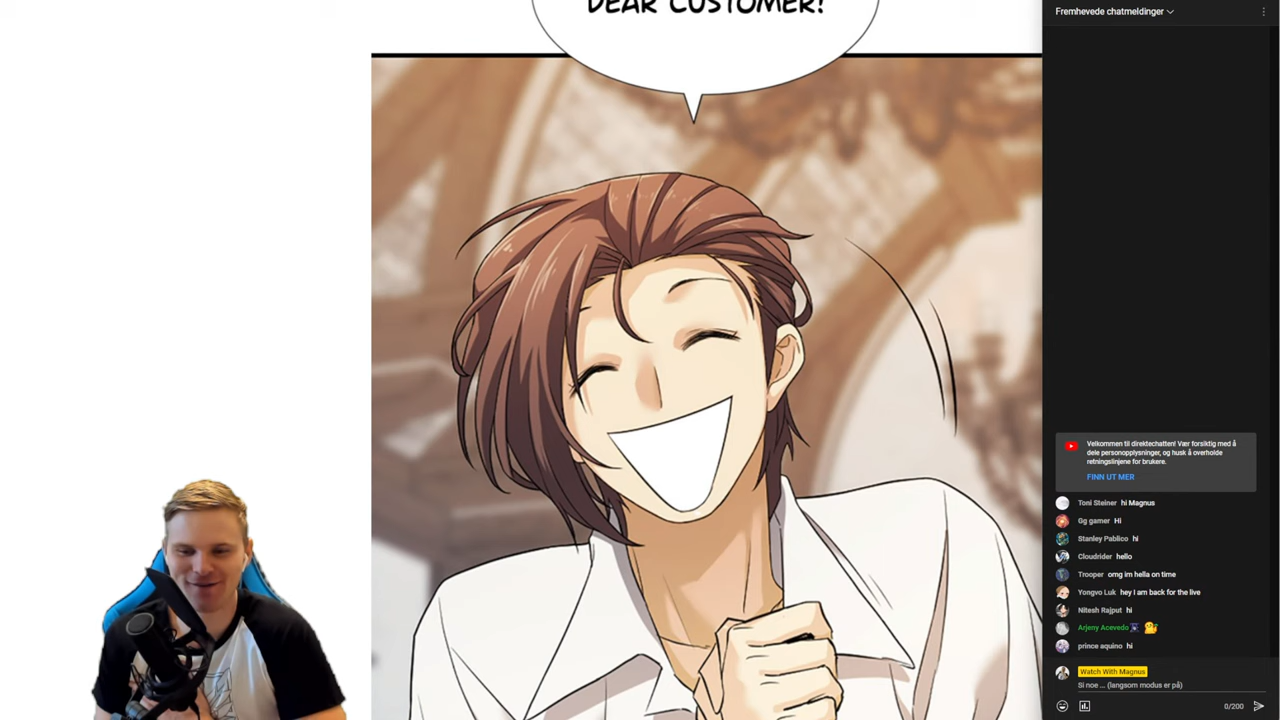 DEAR CUSTOMER!
Fremhevede chatmeldinger
Velkommen til direktechatten! Vær forsiktig med å
dele personopplysninger, og husk å overholde
retningslinjene for brukere.
FINN UT MER
Toni Steiner hi Magnus
Gg gamer Hi
Stanley Pablico hi
Cloudrider hello
Trooper omg im hella on time
Yongvo Luk hey I am back for the live
Nitesh Rajput hi
Arjeny Acevedo
prince aquino hi
Watch With Magnus
Si noe ... (langsom modus er på)
0/200